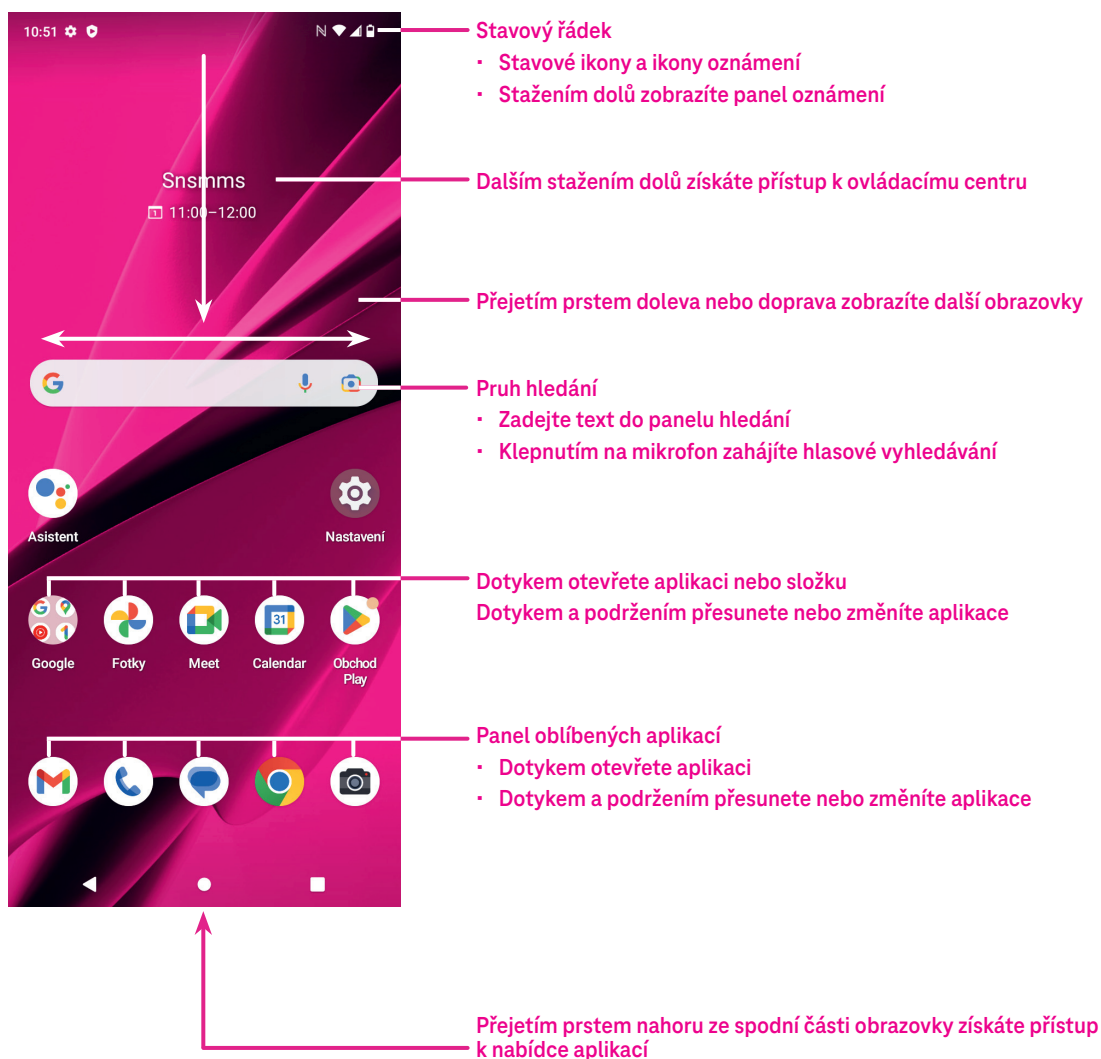 10:51
Stavový řádek
· Stavové ikony a ikony oznámení
· Stažením dolů zobrazíte panel oznámení
Snsmms
1 11:00–12:00
Dalším stažením dolů získáte přístup k ovládacímu centru
Přejetím prstem doleva nebo doprava zobrazíte další obrazovky
G
Pruh hledání
· Zadejte text do panelu hledání
· Klepnutím na mikrofon zahájíte hlasové vyhledávání
Asistent
Nastavení
Dotykem otevřete aplikaci nebo složku
Dotykem a podržením přesunete nebo změníte aplikace
31
Google
Fotky
Meet
Calendar
Obchod
Play
Panel oblíbených aplikací
· Dotykem otevřete aplikaci
· Dotykem a podržením přesunete nebo změníte aplikace
Přejetím prstem nahoru ze spodní části obrazovky získáte přístup
k nabídce aplikací